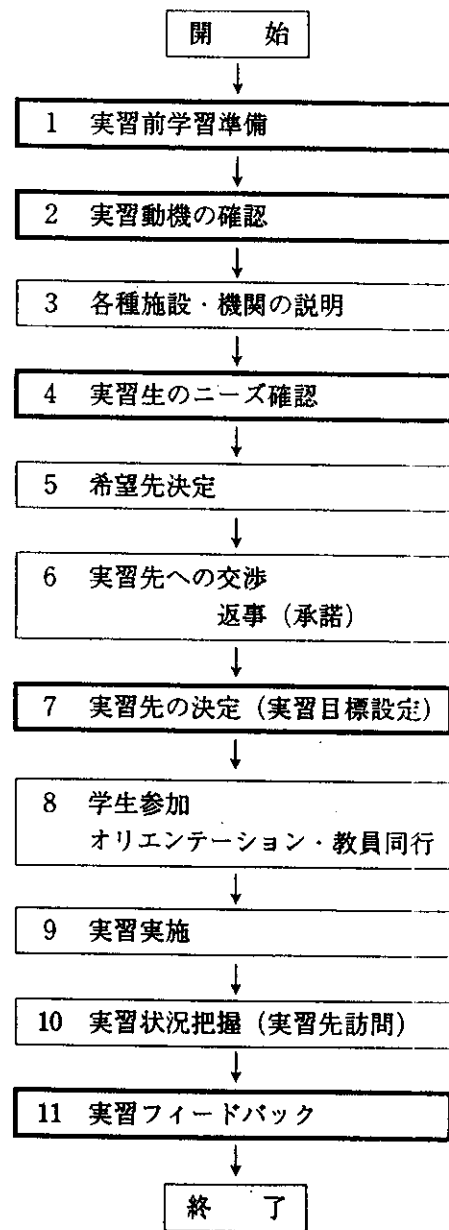 開　始
1　実習前学習準備
2　実習動機の確認
3　各種施設・機関の説明
4　実習生のニーズ確認
5　希望先決定
6　実習先への交渉
返事（承諾）
7　実習先の決定（実習目標設定）
8　学生参加
オリエンテーション・教員同行
9　実習実施
10　実習状況把握（実習先訪問）
11　実習フィードバック
終　了